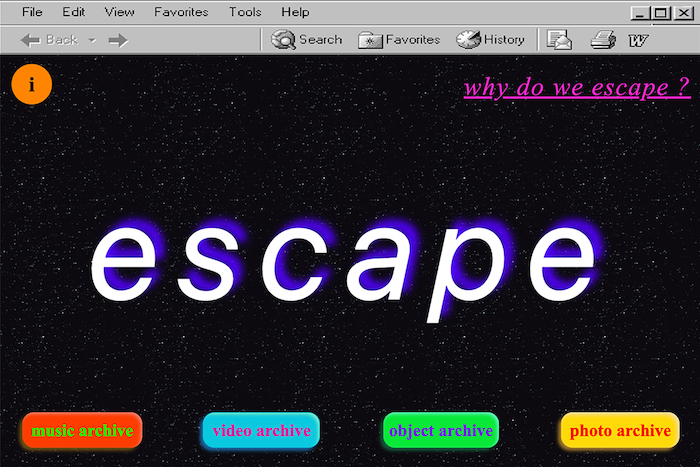 File Edit View Favorites Tools Help
Back Search Favorites History W
i
why do we escape ?
escape
music archive video archive object archive photo archive